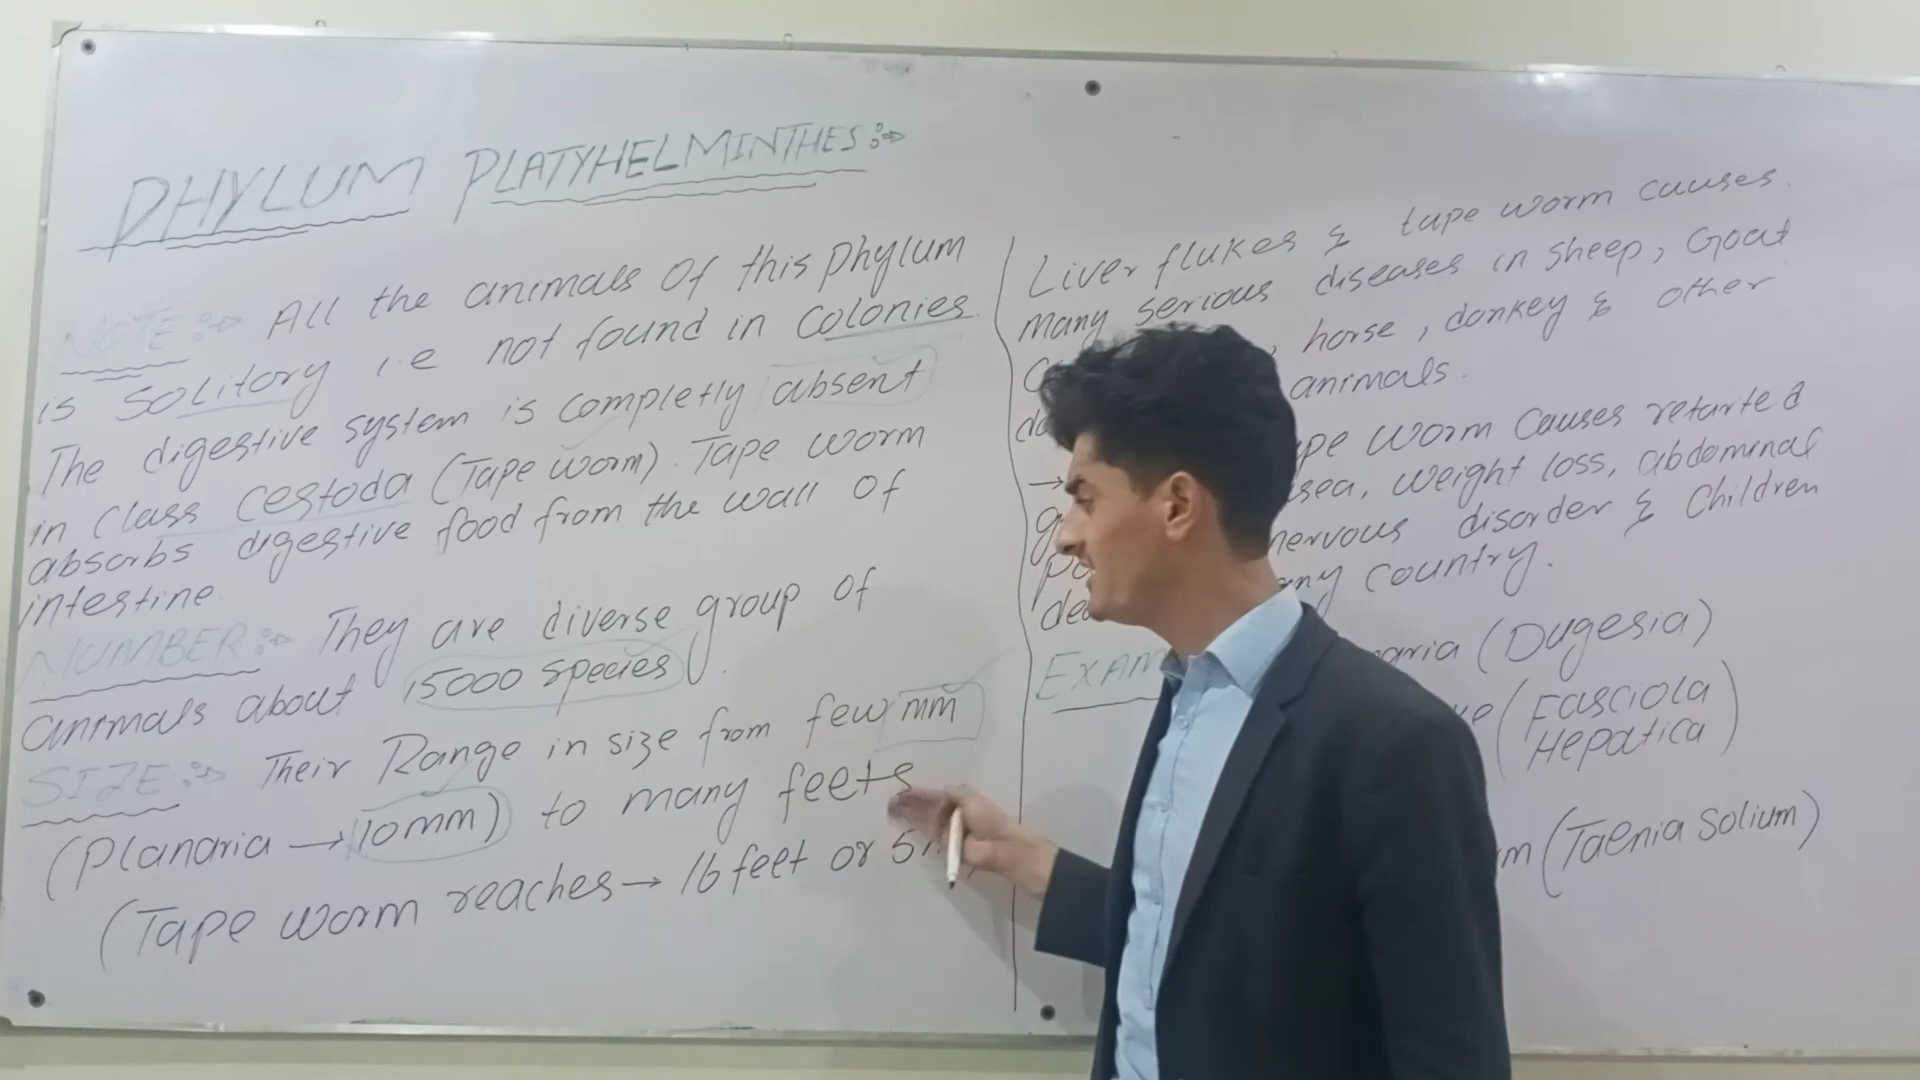 PHYLUM PLATYHELMINTHES:⇒
NOTE:⇒ All the animals of this phylum
is Solitory i.e not found in colonies.
The digestive system is completly absent
in class cestoda (Tape worm). Tape worm
absorbs digestive food from the wall of
intestine.
NUMBER:⇒ They are diverse group of
animals about 15000 species.
SIZE:⇒ Their Range in size from few mm
(Planaria → 10mm) to many feets
(Tape worm reaches → 16 feet or 5
Liver flukes & tape worm causes.
many serious diseases in sheep, Goat
, horse, donkey & other
animals.
→ worm causes retarted
weight loss, abdominal
nervous disorder & children
country.
(Dugesia)
(Fasciola
Hepatica)
(Taenia Solium)